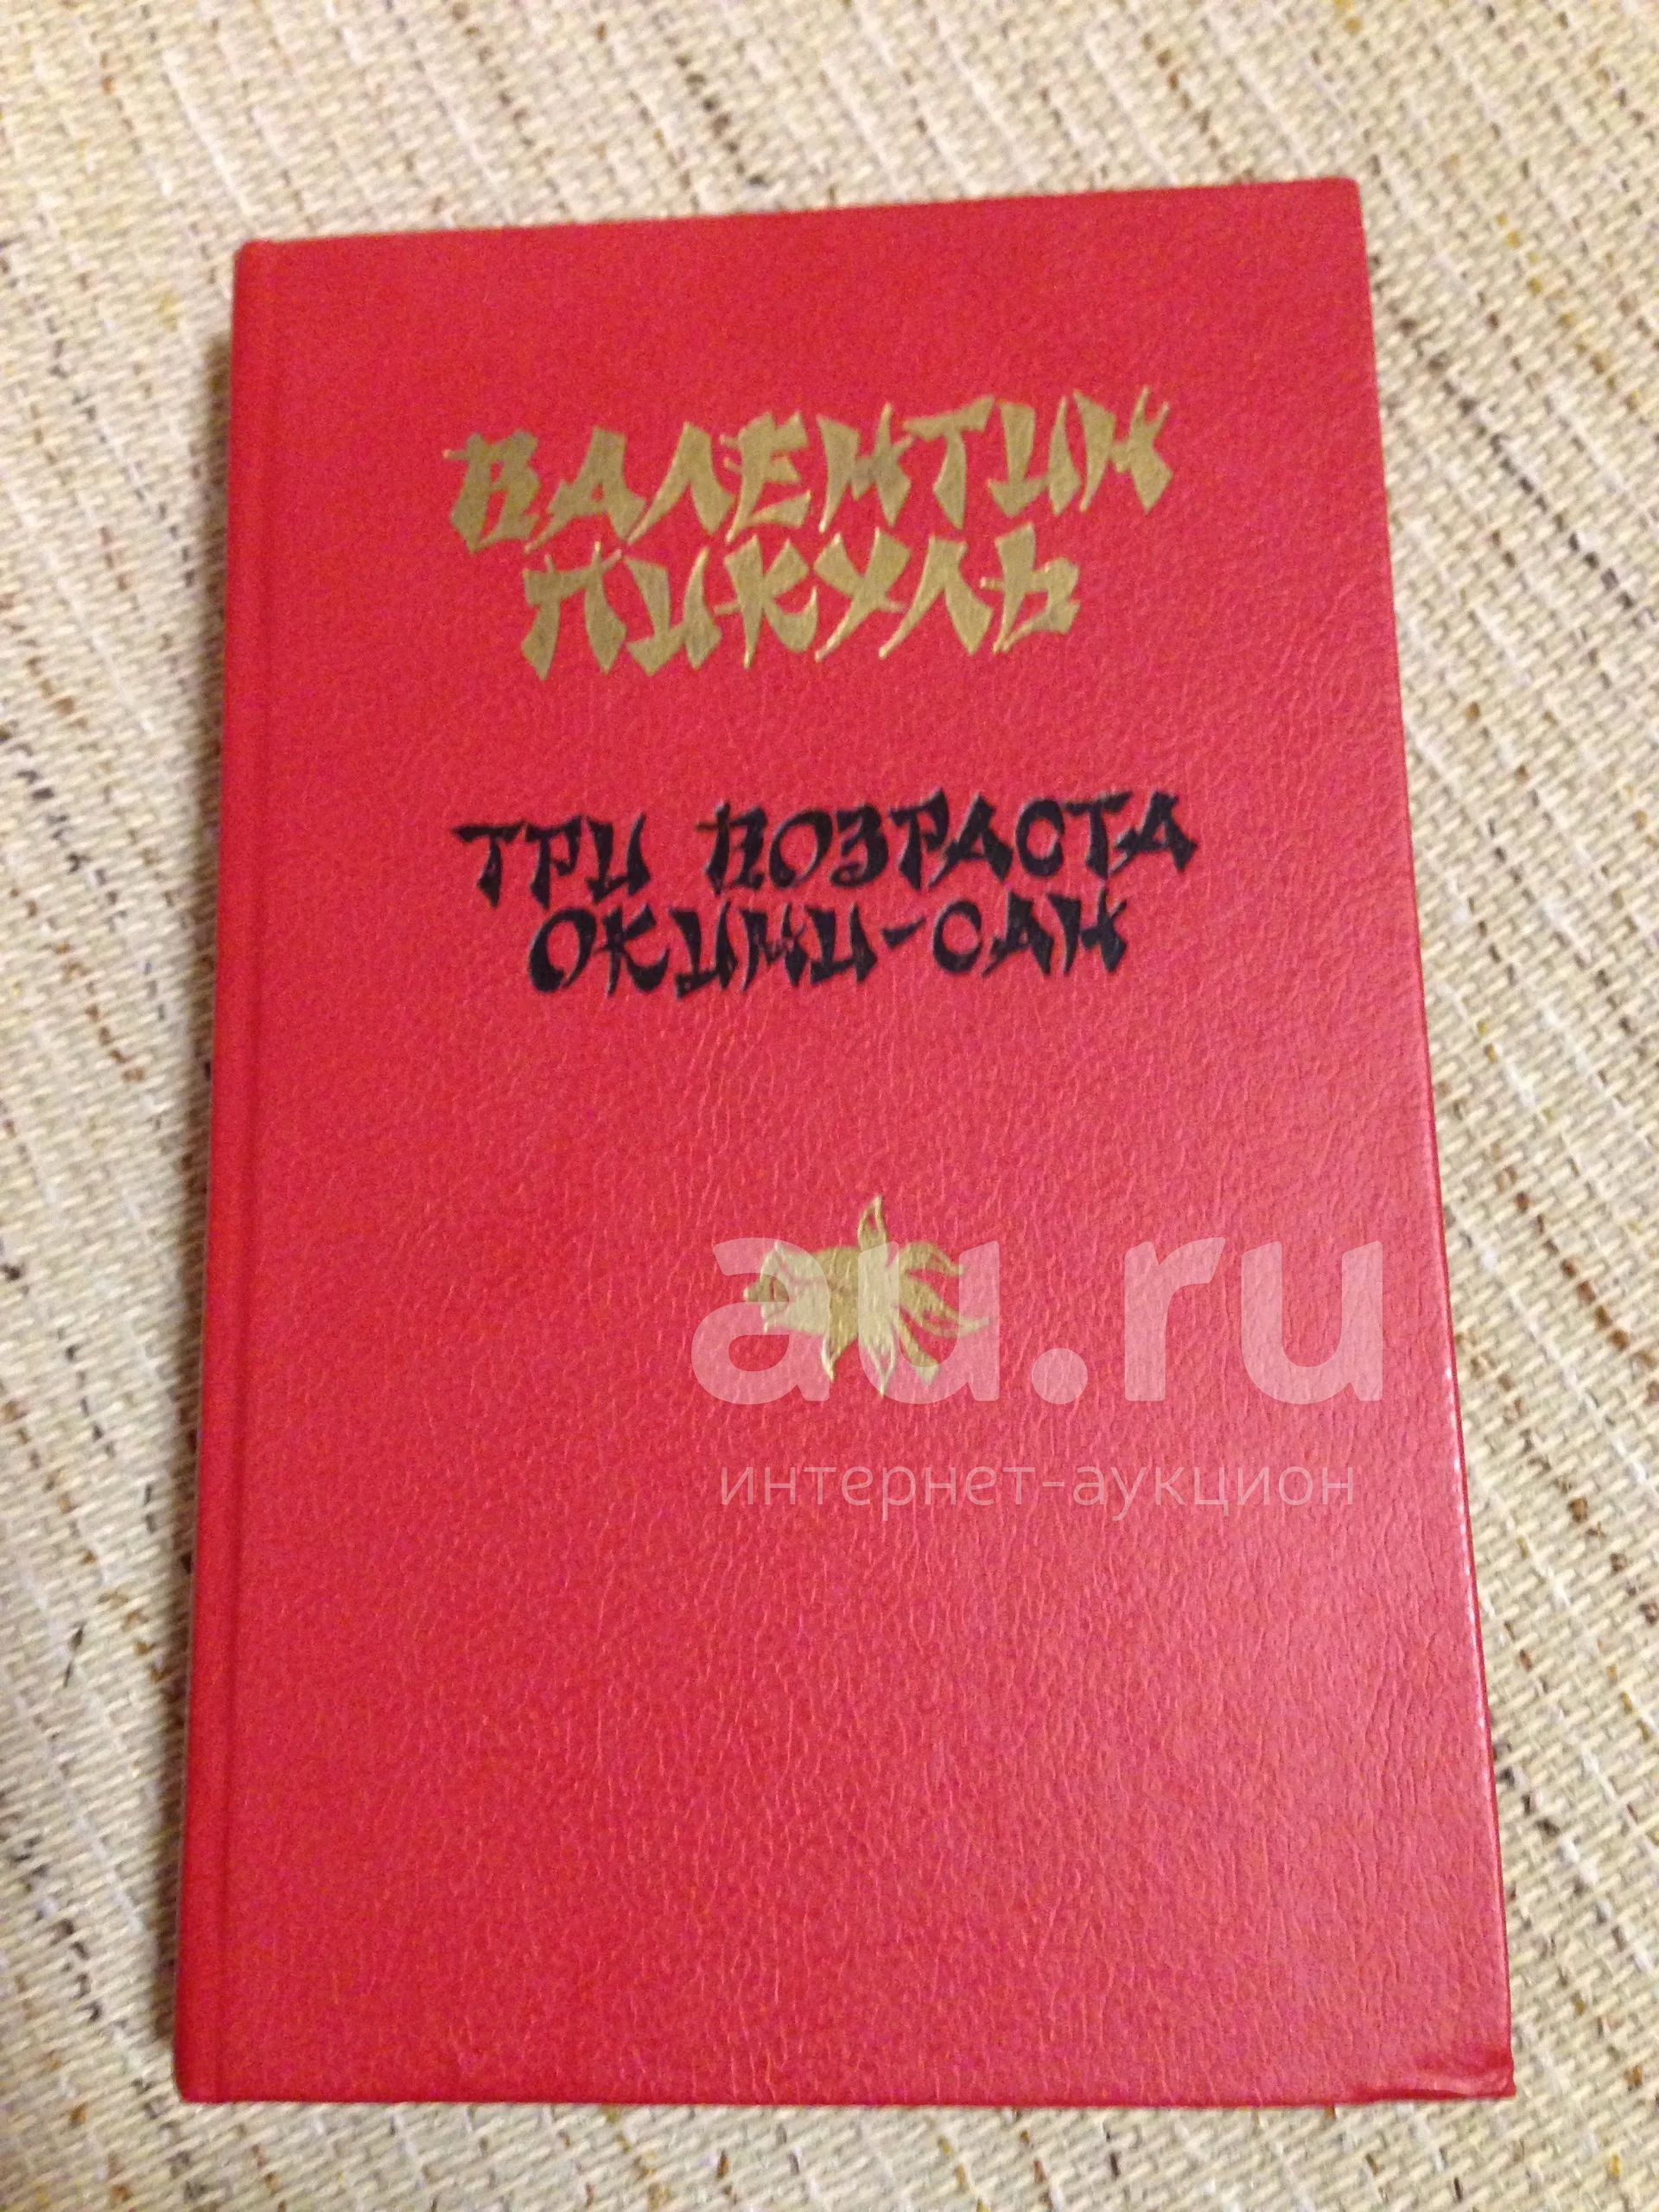 ВАЛЕНТИН
ПИКУЛЬ
ТРИ ВОЗРАСТА
ОКИНИ-САН
au.ru
интернет-аукцион